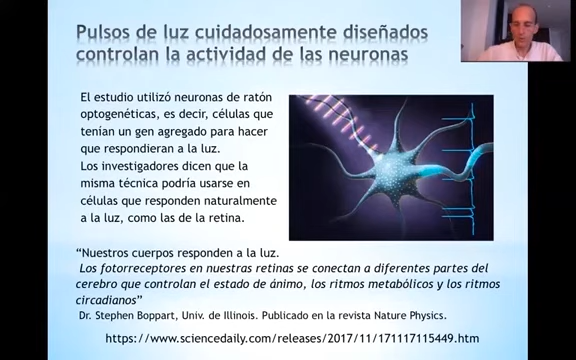 Pulsos de luz cuidadosamente diseñados
controlan la actividad de las neuronas
El estudio utilizó neuronas de ratón
optogenéticas, es decir, células que
tenían un gen agregado para hacer
que respondieran a la luz.
Los investigadores dicen que la
misma técnica podría usarse en
células que responden naturalmente
a la luz, como las de la retina.
“Nuestros cuerpos responden a la luz.
Los fotorreceptores en nuestras retinas se conectan a diferentes partes del
cerebro que controlan el estado de ánimo, los ritmos metabólicos y los ritmos
circadianos”
Dr. Stephen Boppart, Univ. de Illinois. Publicado en la revista Nature Physics.
https://www.sciencedaily.com/releases/2017/11/171117115449.htm